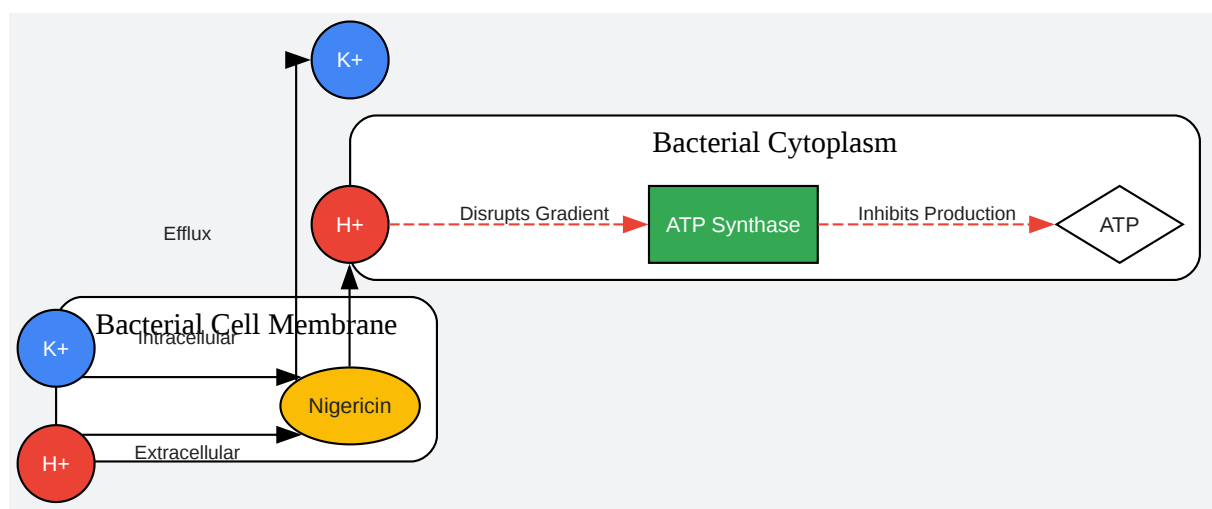 K+
Bacterial Cytoplasm
H+
Disrupts Gradient
ATP Synthase
Inhibits Production
ATP
Efflux
Bacterial Cell Membrane
Intracellular
K+
Nigericin
Extracellular
H+